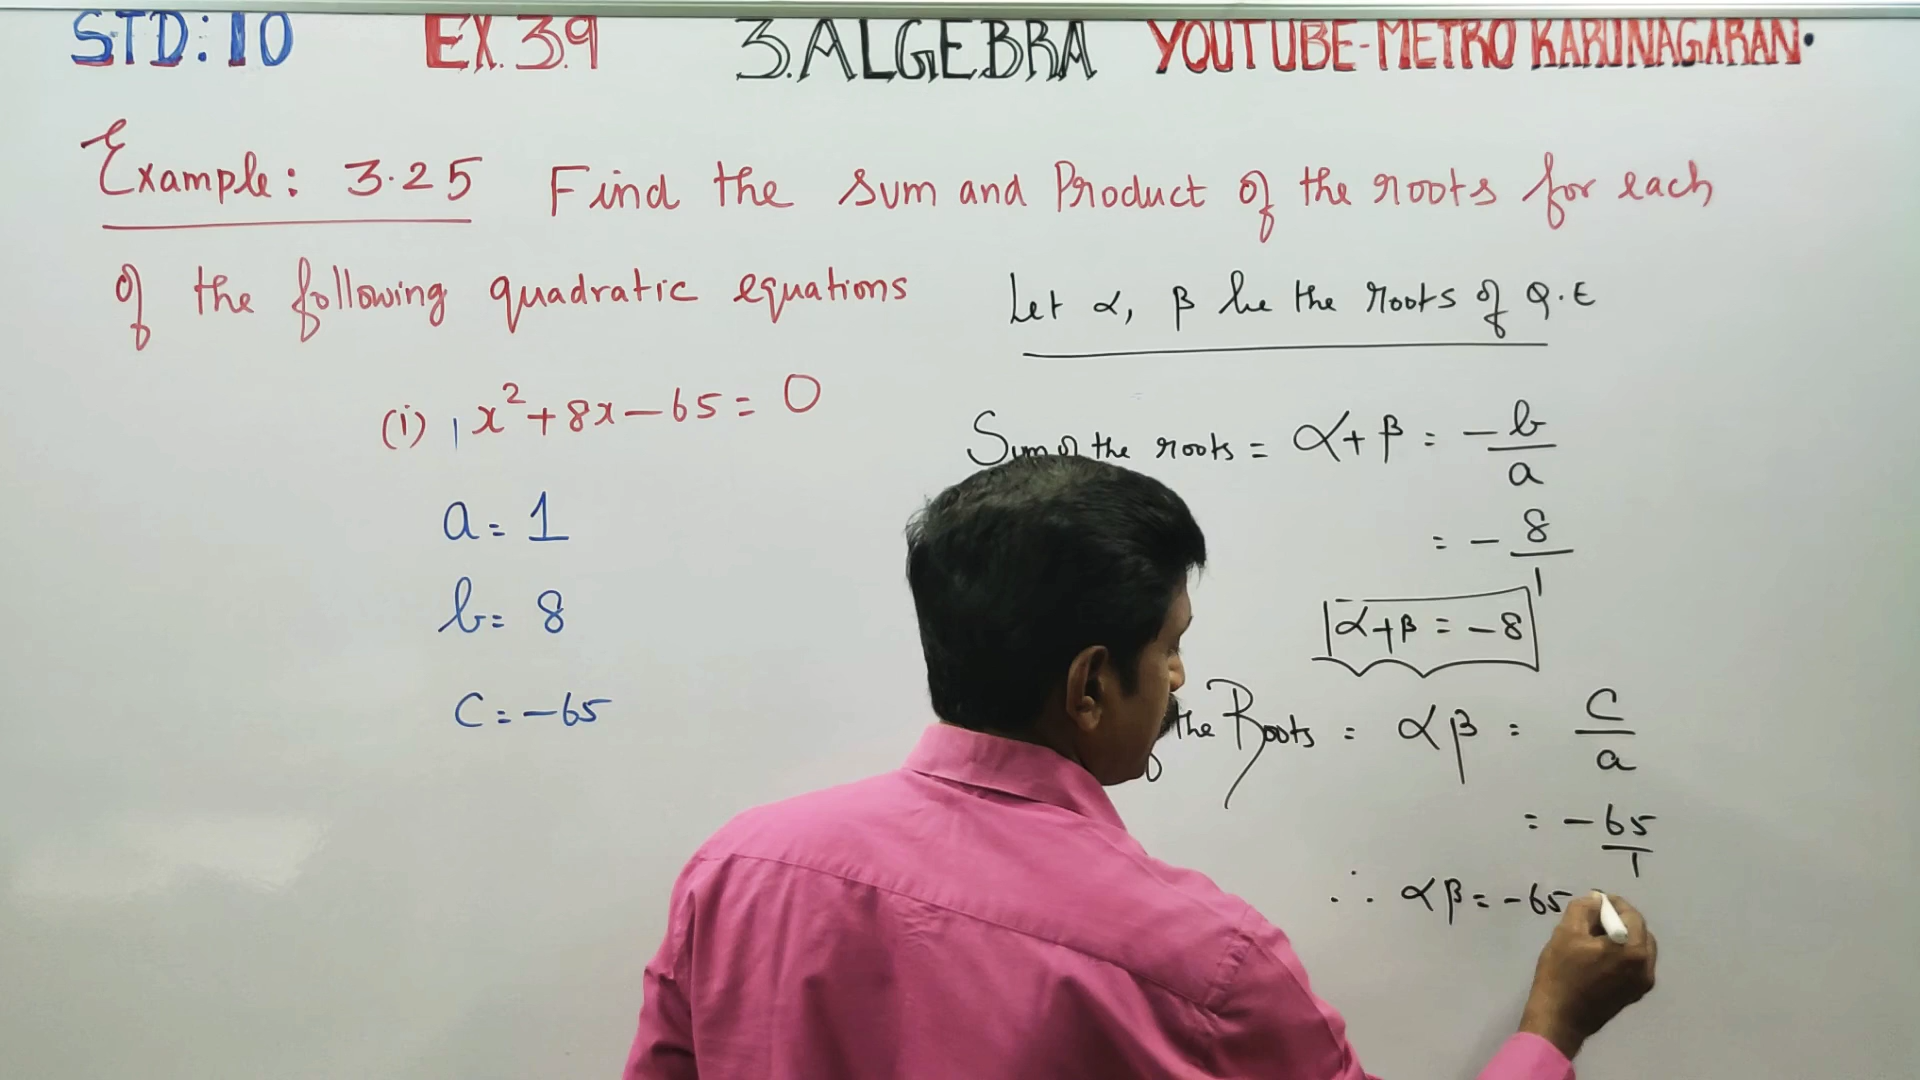 STD: 10 EX. 3.9 3. ALGEBRA YOUTUBE-METRO KARUNAGARAN.
Example: 3.25 Find the sum and Product of the roots for each
of the following quadratic equations
(i) 1x²+8x-65=0
a=1
b=8
c=-65
Let α, β be the roots of Q.E
Sum of the roots = α+β = -b/a
= -8/1
α+β = -8
the Roots = αβ = c/a
= -65/1
∴ αβ = -65